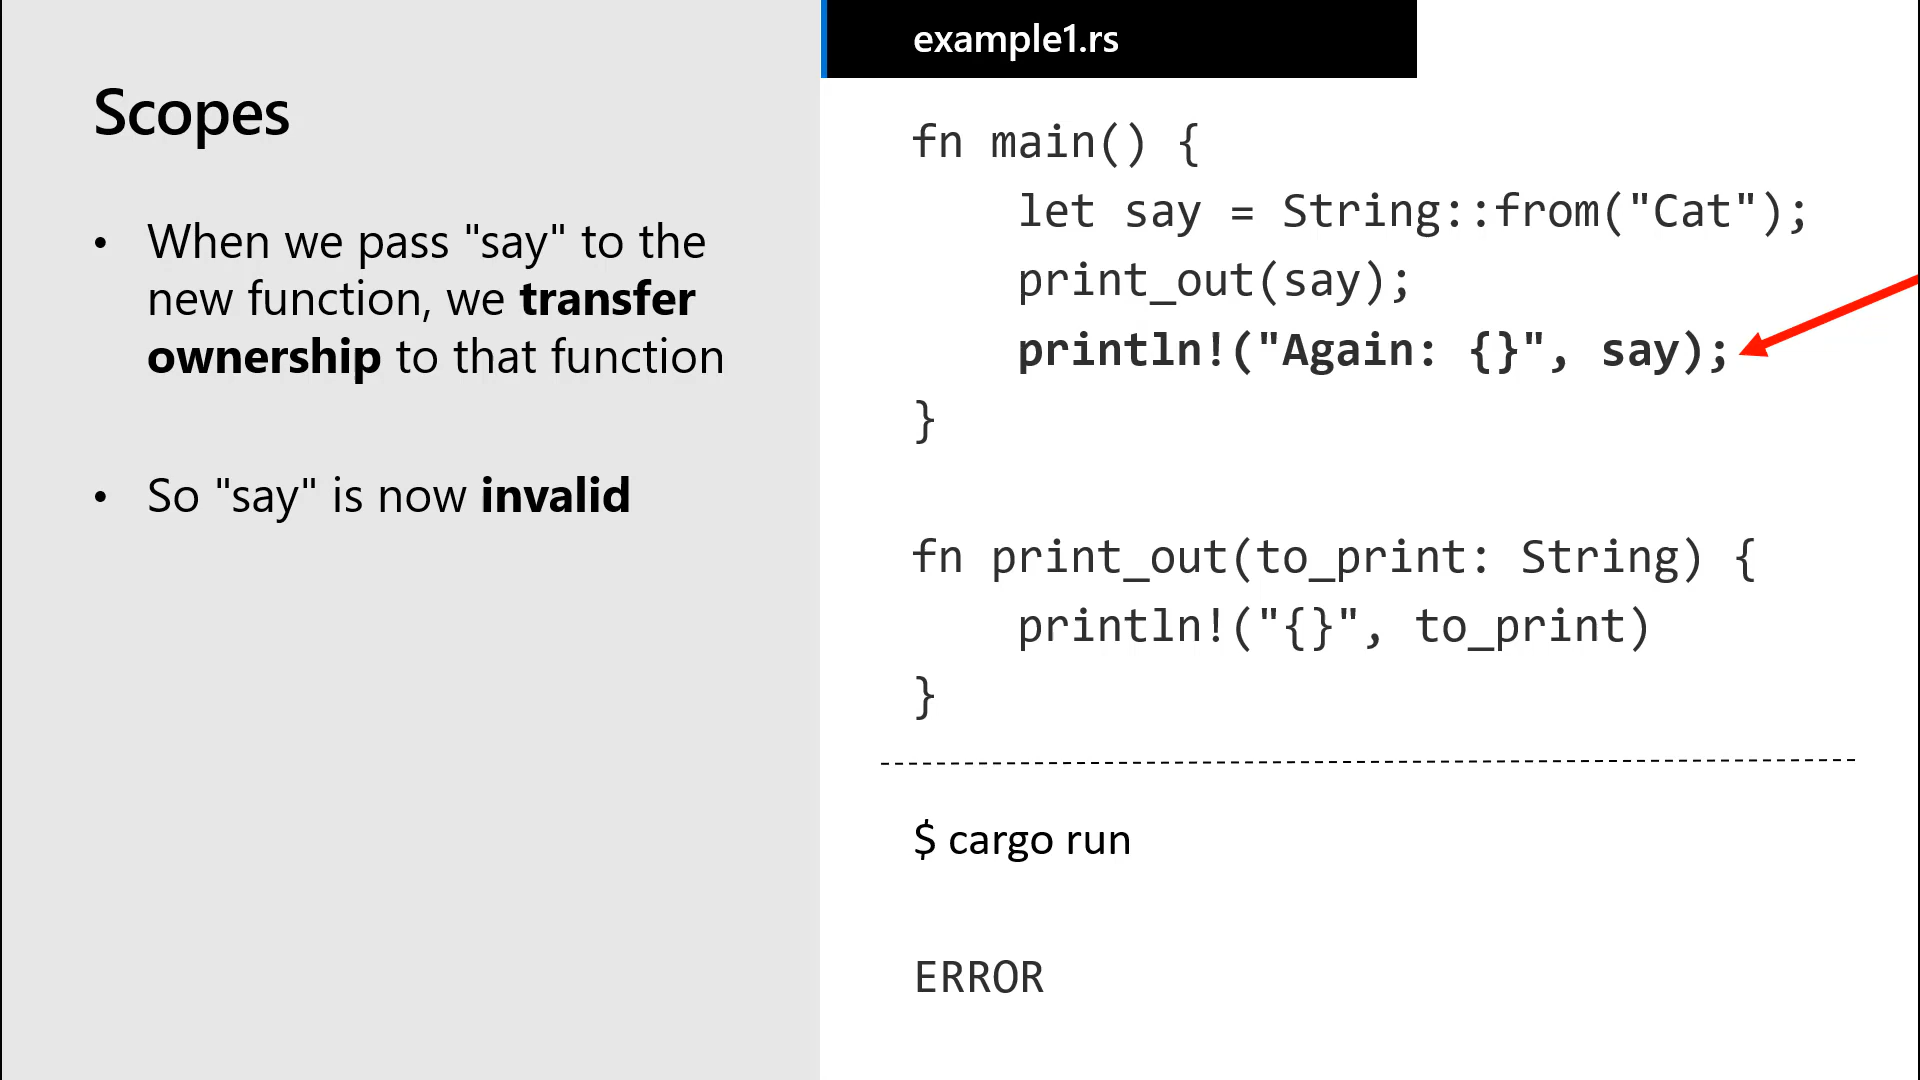 Scopes
• When we pass "say" to the
new function, we transfer
ownership to that function
• So "say" is now invalid
example1.rs
fn main() {
    let say = String::from("Cat");
    print_out(say);
    println!("Again: {}", say);
}
fn print_out(to_print: String) {
    println!("{}", to_print)
}
$ cargo run
ERROR